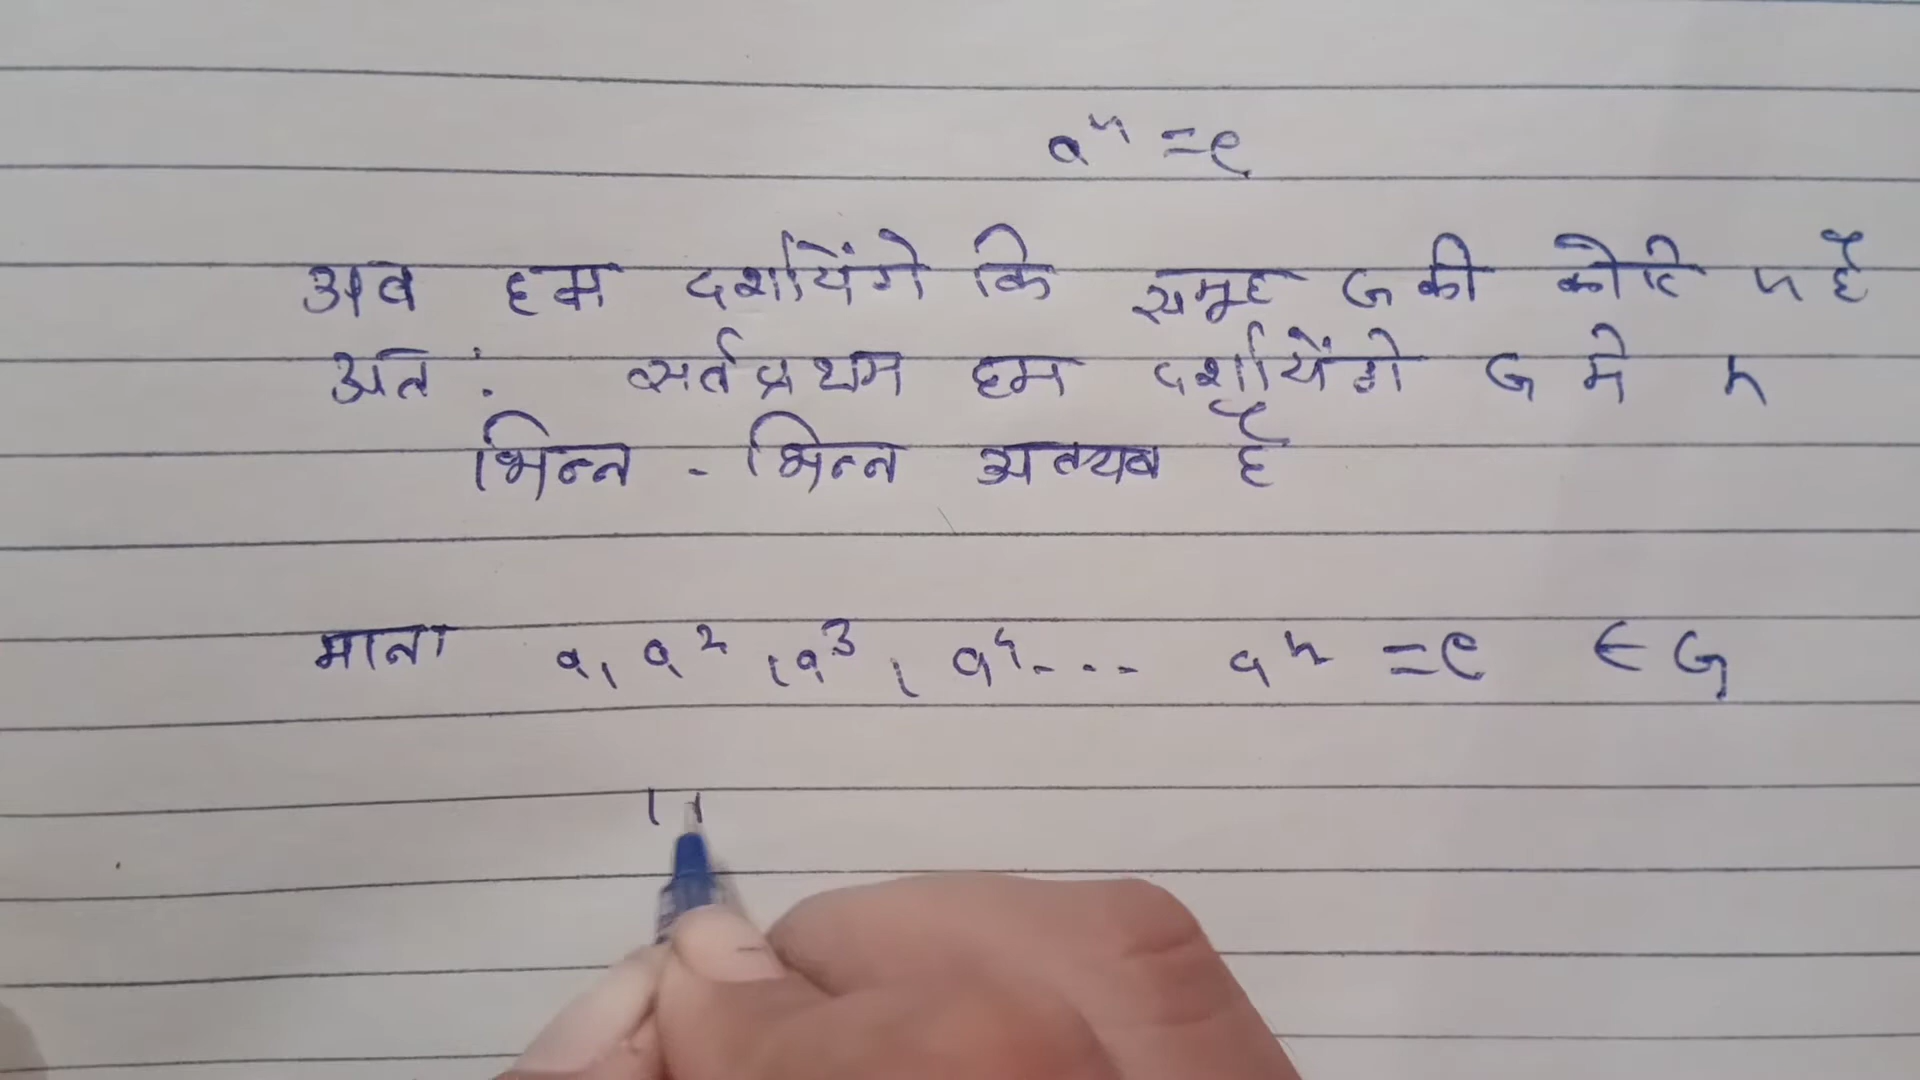 aⁿ = e
अब हम दर्शायेंगे कि समूह G की कोटि n है
अत: सर्वप्रथम हम दर्शायेंगे G मे n
भिन्न - भिन्न अवयव है
माना a, a², a³, a⁴ --- aⁿ = e ∈ G